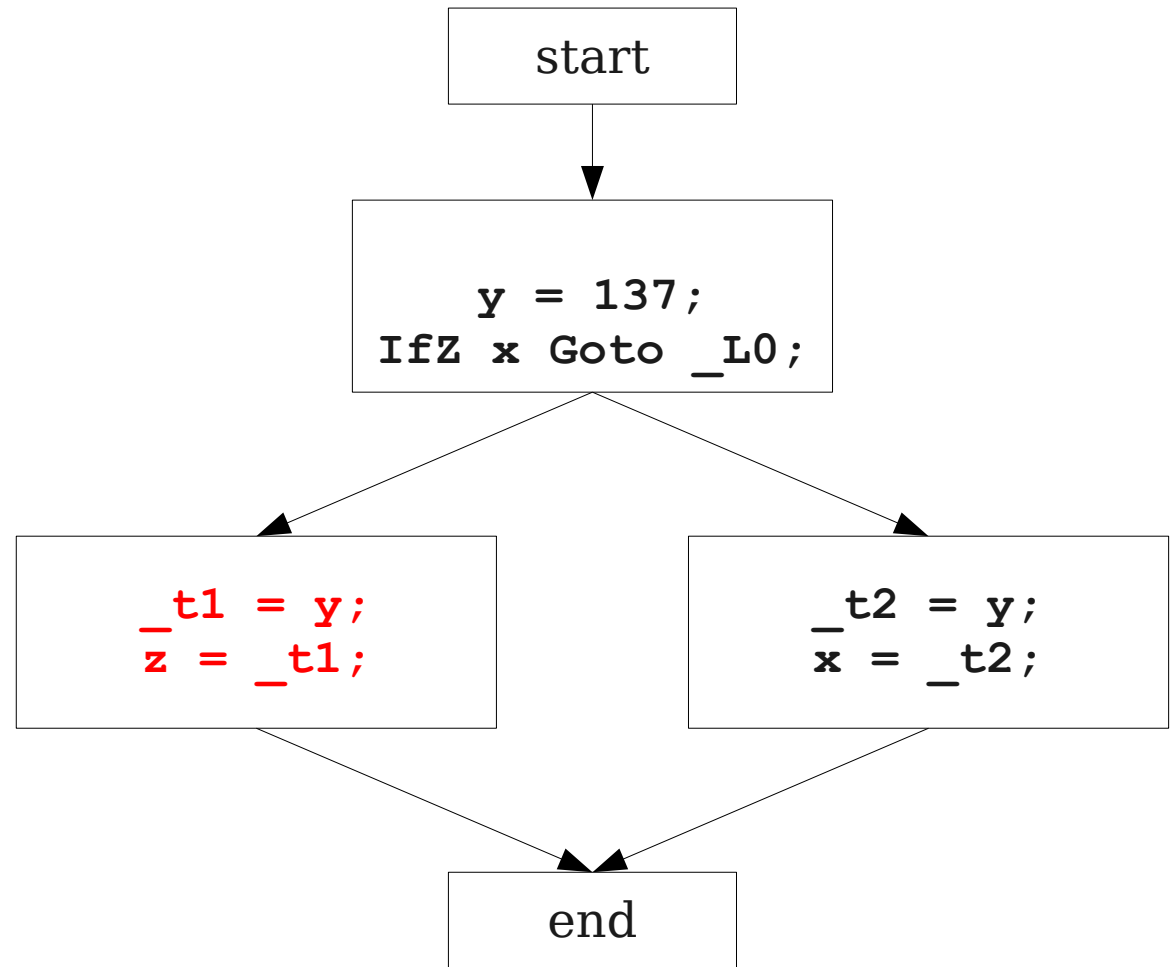 start
y = 137;
IfZ x Goto _L0;
_t1 = y;
z = _t1;
_t2 = y;
x = _t2;
end